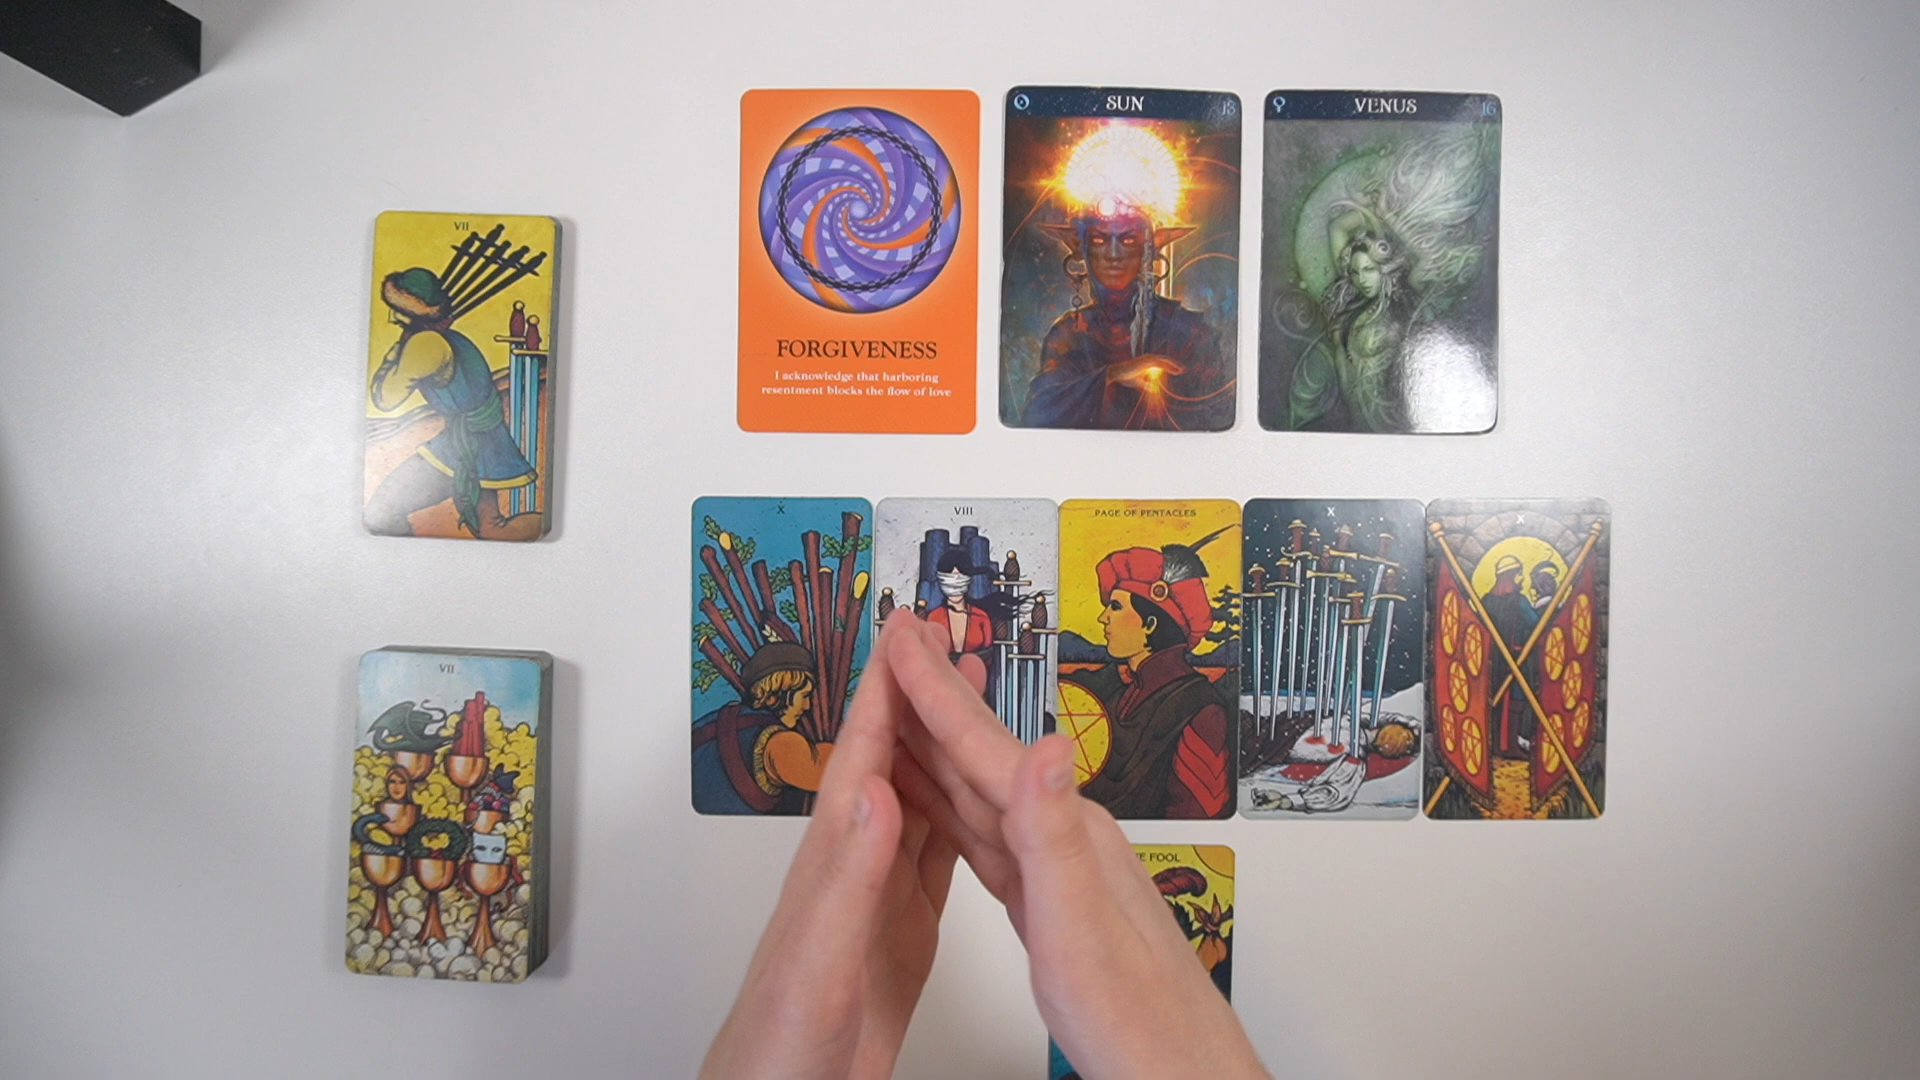 VII
VII
FORGIVENESS
I acknowledge that harboring
resentment blocks the flow of love
SUN
18
VENUS
16
X
VIII
PAGE OF PENTACLES
X
X
FOOL